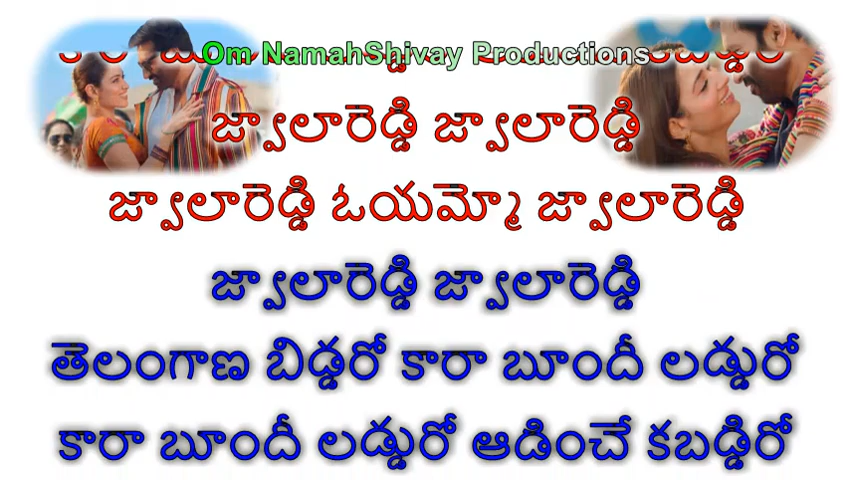 Om NamahShivay Productions
జ్వాలారెడ్డి జ్వాలారెడ్డి
జ్వాలారెడ్డి ఓయమ్మో జ్వాలారెడ్డి
జ్వాలారెడ్డి జ్వాలారెడ్డి
తెలంగాణ బిడ్డరో కారా బూందీ లడ్డురో
కారా బూందీ లడ్డురో ఆడించే కబడ్డిరో